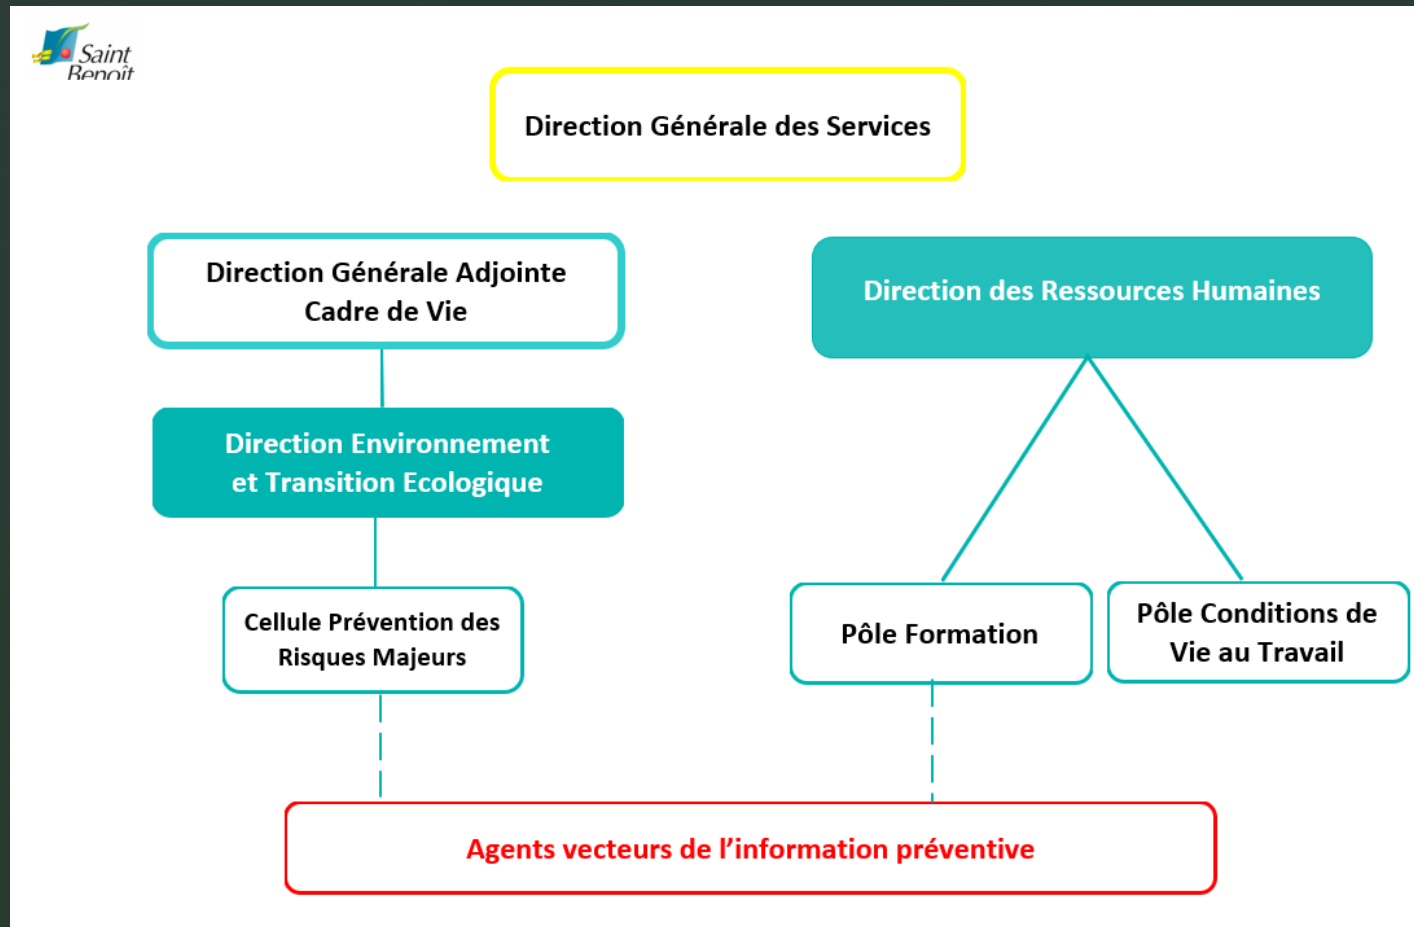 Saint
Benoît
Direction Générale des Services
Direction Générale Adjointe
Cadre de Vie
Direction des Ressources Humaines
Direction Environnement
et Transition Ecologique
Cellule Prévention des
Risques Majeurs
Pôle Formation
Pôle Conditions de
Vie au Travail
Agents vecteurs de l’information préventive